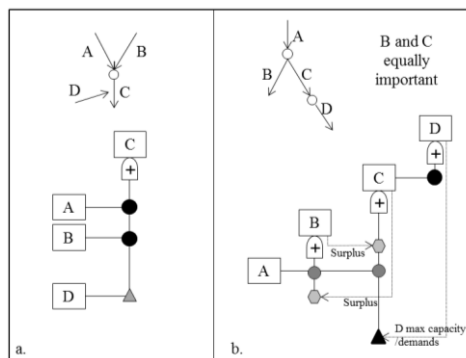 A
B
D
C
C
+
A
B
D
a.
A
B
C
D
B and C
equally
important
D
+
C
+
B
+
Surplus
A
Surplus
D max capacity
/demands
b.